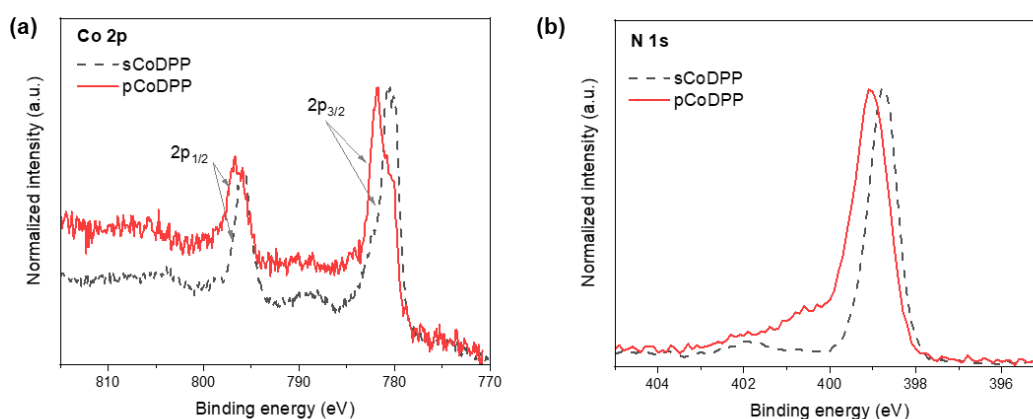 (a)
Co 2p
sCoDPP
pCoDPP
2p3/2
2p1/2
Normalized intensity (a.u.)
810 800 790 780 770
Binding energy (eV)
(b)
N 1s
sCoDPP
pCoDPP
Normalized intensity (a.u.)
404 402 400 398 396
Binding energy (eV)